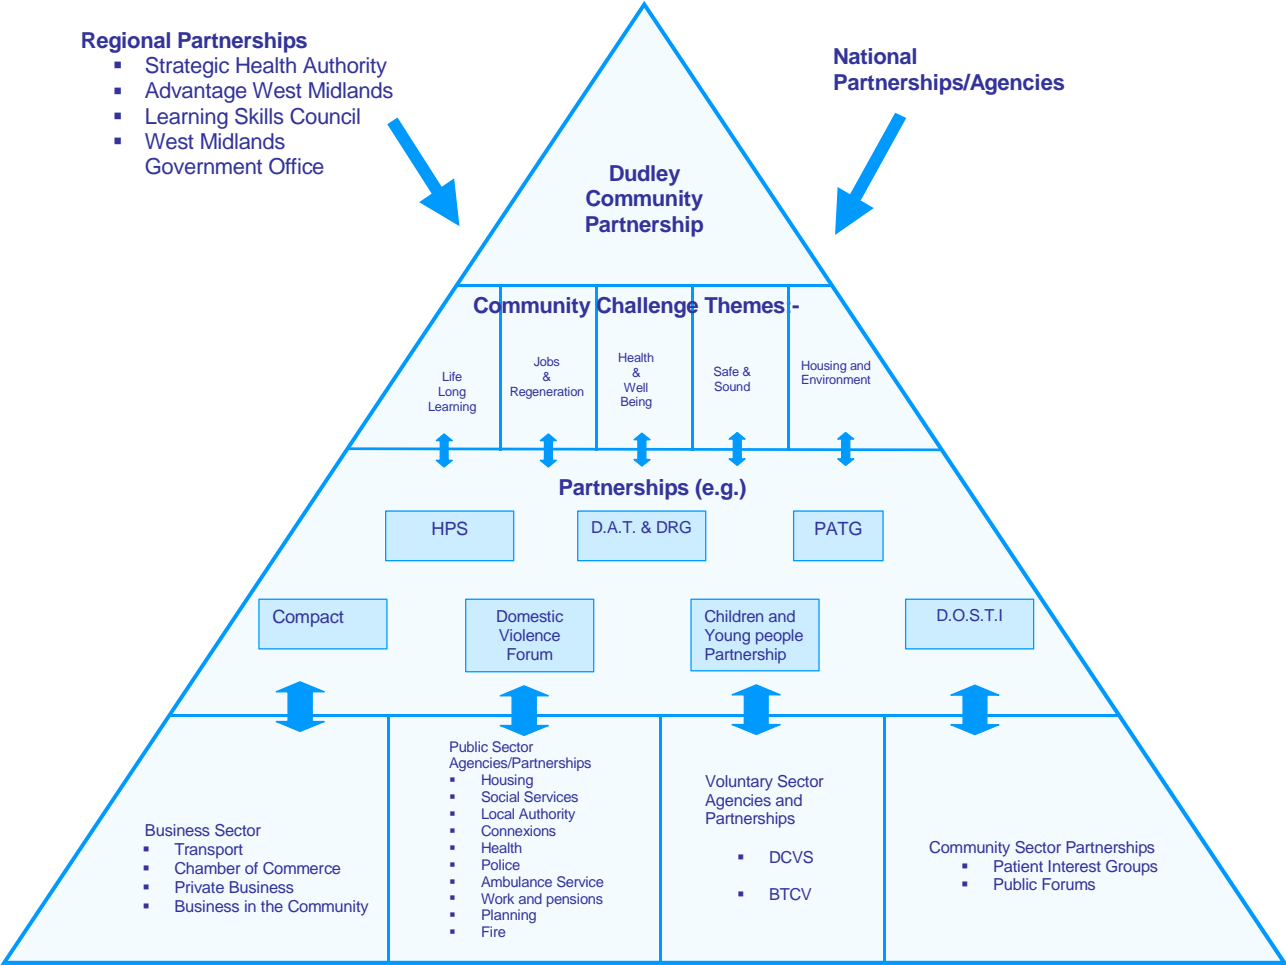 Regional Partnerships
▪ Strategic Health Authority
▪ Advantage West Midlands
▪ Learning Skills Council
▪ West Midlands
Government Office
National
Partnerships/Agencies
Dudley
Community
Partnership
Community Challenge Themes:-
Life
Long
Learning
Jobs
&
Regeneration
Health
&
Well
Being
Safe &
Sound
Housing and
Environment
Partnerships (e.g.)
HPS
D.A.T. & DRG
PATG
Compact
Domestic
Violence
Forum
Children and
Young people
Partnership
D.O.S.T.I
Business Sector
▪ Transport
▪ Chamber of Commerce
▪ Private Business
▪ Business in the Community
Public Sector
Agencies/Partnerships
▪ Housing
▪ Social Services
▪ Local Authority
▪ Connexions
▪ Health
▪ Police
▪ Ambulance Service
▪ Work and pensions
▪ Planning
▪ Fire
Voluntary Sector
Agencies and
Partnerships
▪ DCVS
▪ BTCV
Community Sector Partnerships
▪ Patient Interest Groups
▪ Public Forums